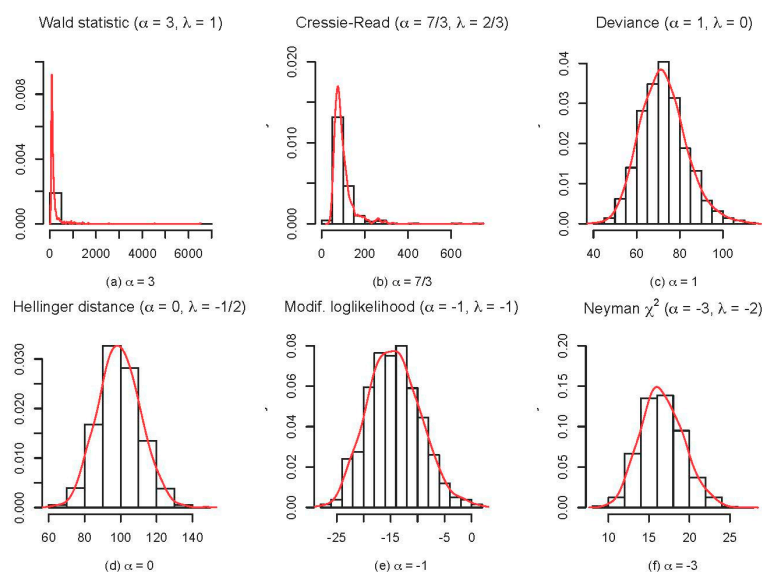 Wald statistic (α = 3, λ = 1)
0.000 0.004 0.008
0 2000 4000 6000
(a) α = 3
Cressie-Read (α = 7/3, λ = 2/3)
0.000 0.010 0.020
0 200 400 600
(b) α = 7/3
Deviance (α = 1, λ = 0)
0.00 0.01 0.02 0.03 0.04
40 60 80 100
(c) α = 1
Hellinger distance (α = 0, λ = -1/2)
0.000 0.010 0.020 0.030
60 80 100 120 140
(d) α = 0
Modif. loglikelihood (α = -1, λ = -1)
0.00 0.02 0.04 0.06 0.08
-25 -15 -5 0
(e) α = -1
Neyman χ² (α = -3, λ = -2)
0.00 0.05 0.10 0.15 0.20
10 15 20 25
(f) α = -3